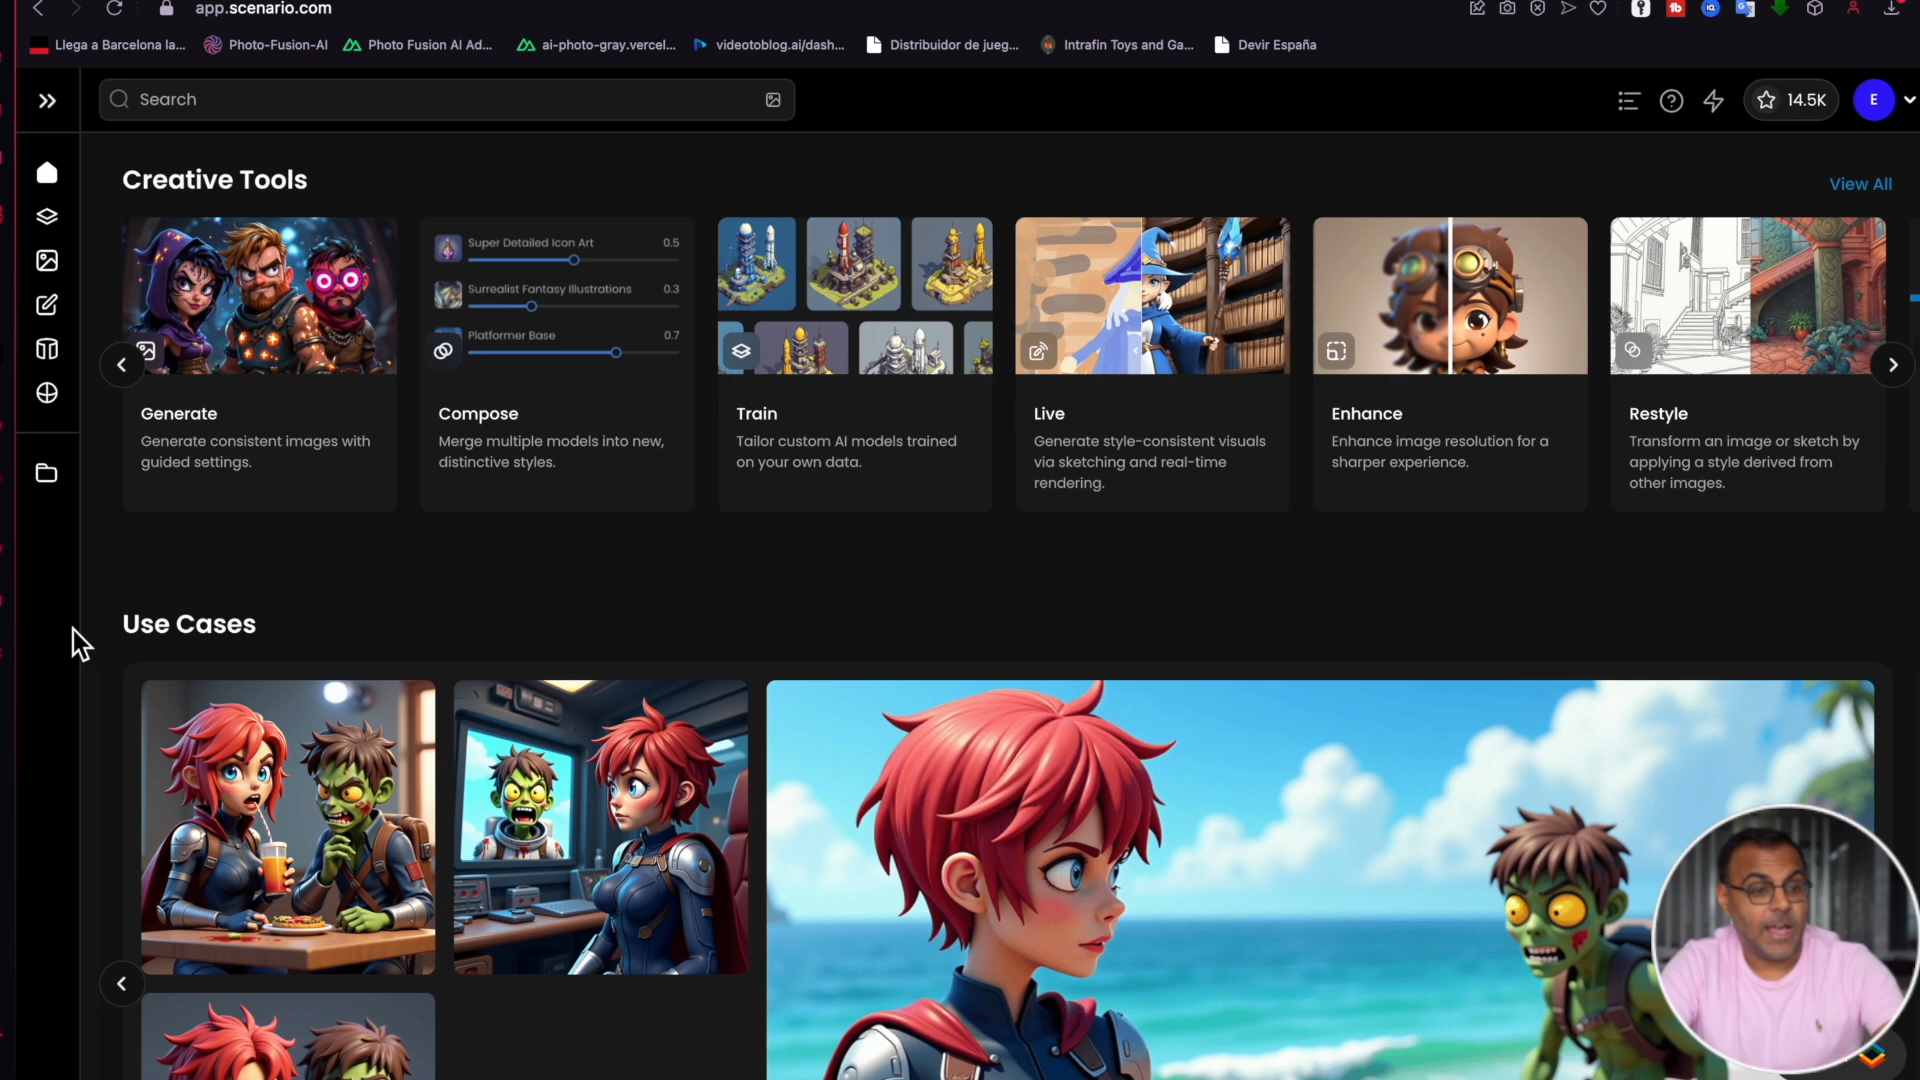 app.scenario.com
Llega a Barcelona la...
Photo-Fusion-AI
Photo Fusion AI Ad...
ai-photo-gray.vercel...
videotoblog.ai/dash...
Distribuidor de jueg...
Intrafin Toys and Ga...
Devir España
Search
14.5K
E
Creative Tools
View All
Super Detailed Icon Art 0.5
Surrealist Fantasy Illustrations 0.3
Platformer Base 0.7
Generate
Generate consistent images with
guided settings.
Compose
Merge multiple models into new,
distinctive styles.
Train
Tailor custom AI models trained
on your own data.
Live
Generate style-consistent visuals
via sketching and real-time
rendering.
Enhance
Enhance image resolution for a
sharper experience.
Restyle
Transform an image or sketch by
applying a style derived from
other images.
Use Cases